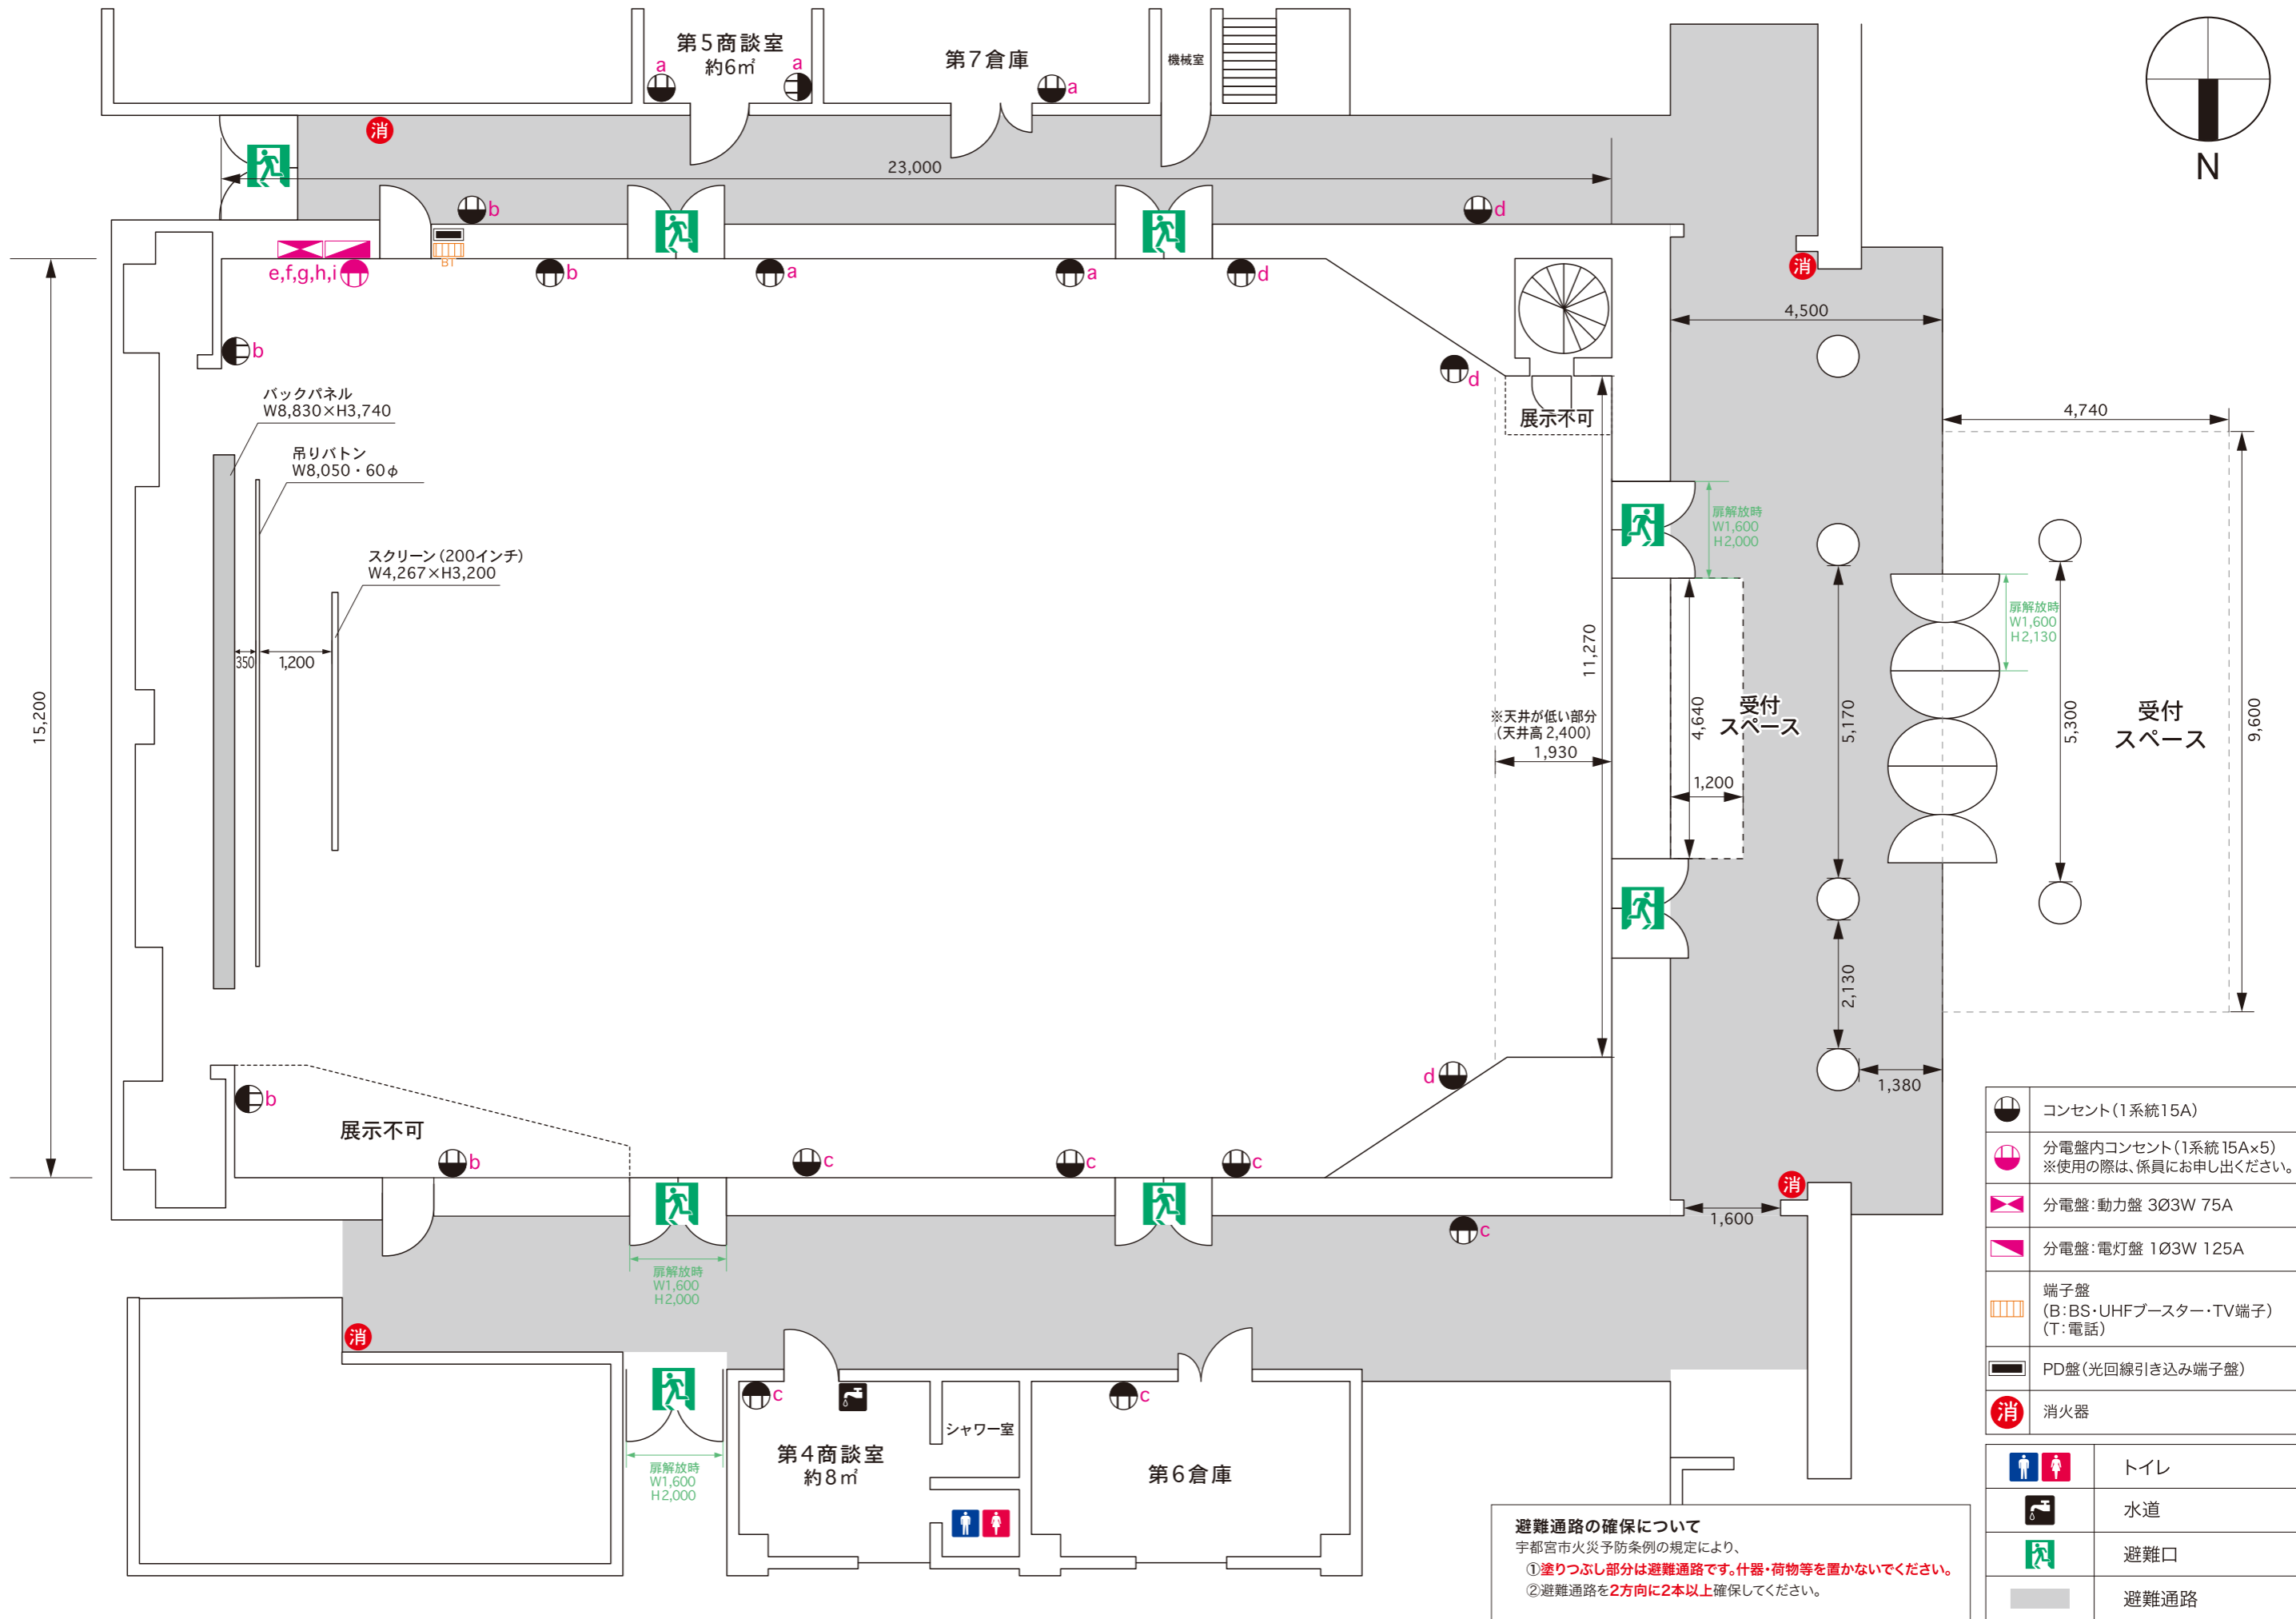 第5商談室
約6㎡
a
a
第7倉庫
a
機械室
N
消
23,000
b
d
e,f,g,h,i
BT
b
a
a
d
消
4,500
b
d
バックパネル
W8,830×H3,740
吊りバトン
W8,050・60φ
スクリーン（200インチ）
W4,267×H3,200
展示不可
4,740
扉解放時
W1,600
H2,000
扉解放時
W1,600
H2,130
350
1,200
15,200
11,270
※天井が低い部分
（天井高 2,400）
1,930
4,640
受付
スペース
1,200
5,170
5,300
受付
スペース
9,600
2,130
1,380
b
展示不可
b
c
c
c
d
c
消
1,600
扉解放時
W1,600
H2,000
消
扉解放時
W1,600
H2,000
c
第4商談室
約8㎡
シャワー室
c
第6倉庫
コンセント（1系統15A）
分電盤内コンセント（1系統15A×5）
※使用の際は、係員にお申し出ください。
分電盤：動力盤 3Ø3W 75A
分電盤：電灯盤 1Ø3W 125A
端子盤
（B：BS・UHFブースター・TV端子）
（T：電話）
PD盤（光回線引き込み端子盤）
消
消火器
トイレ
水道
避難口
避難通路
避難通路の確保について
宇都宮市火災予防条例の規定により、
①塗りつぶし部分は避難通路です。什器・荷物等を置かないでください。
②避難通路を2方向に2本以上確保してください。